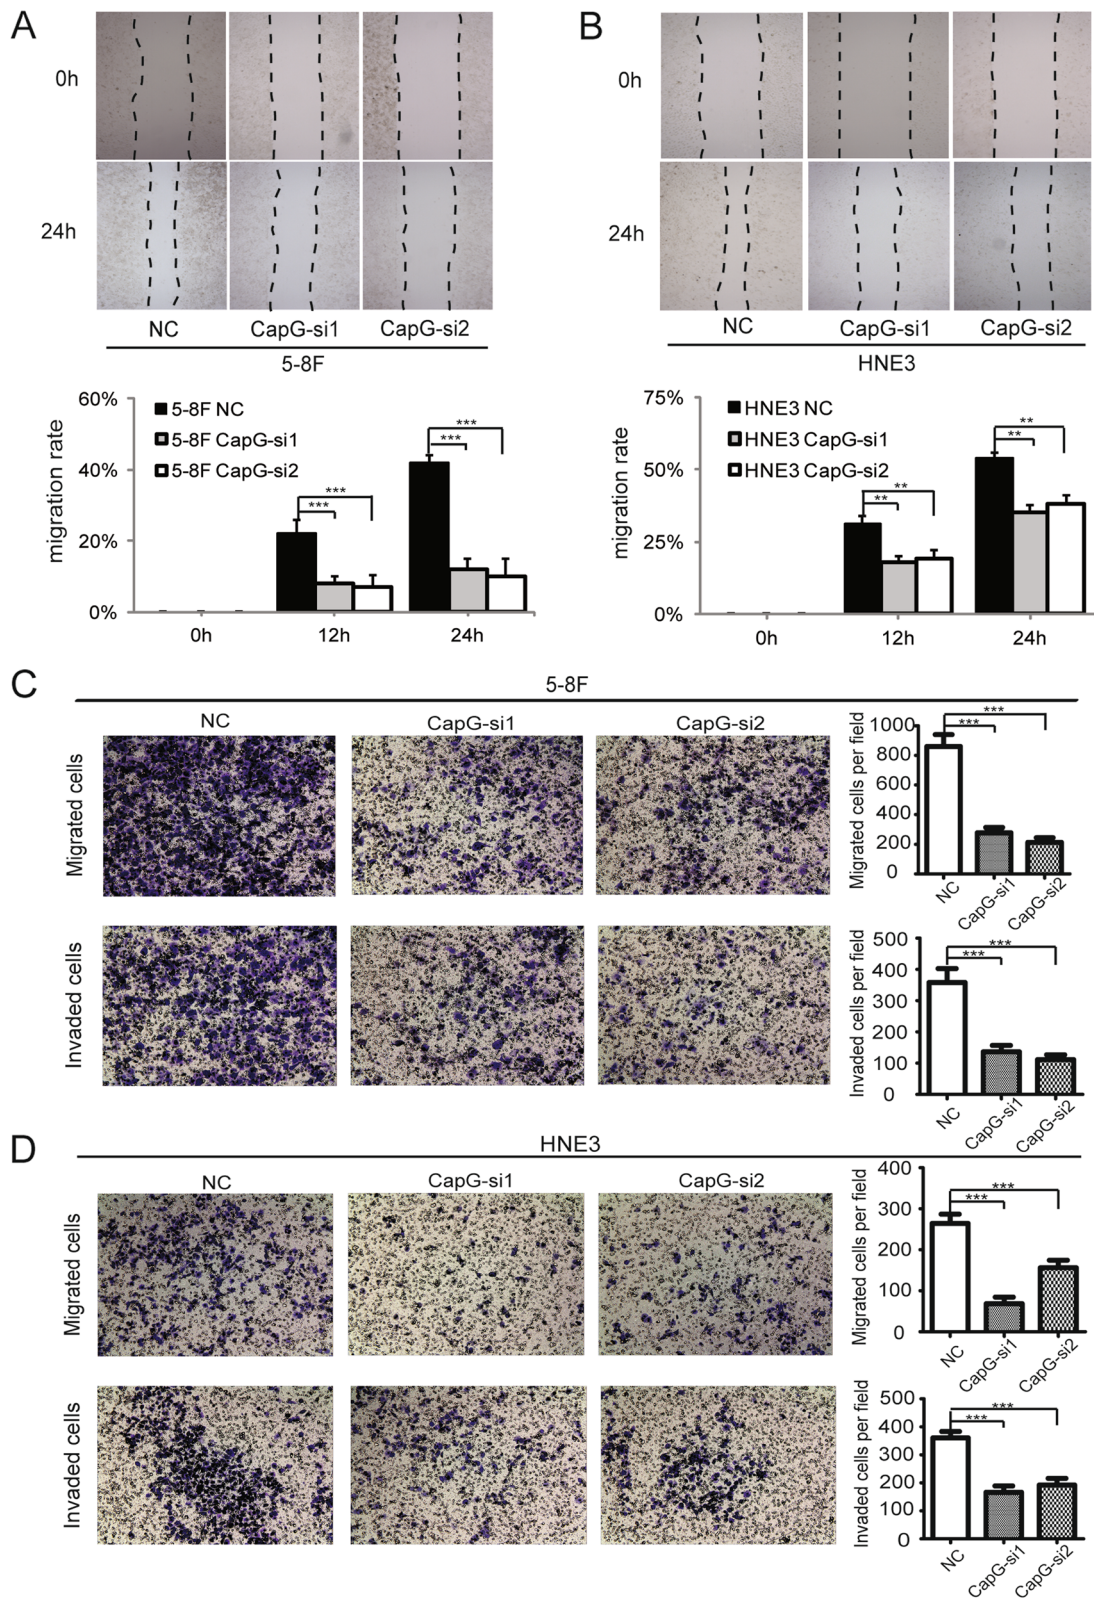 A
B
0h
0h
24h
24h
NC CapG-si1 CapG-si2
NC CapG-si1 CapG-si2
5-8F
HNE3
60%
40%
20%
0%
migration rate
5-8F NC
5-8F CapG-si1
5-8F CapG-si2
***
***
***
***
0h 12h 24h
75%
50%
25%
0%
migration rate
HNE3 NC
HNE3 CapG-si1
HNE3 CapG-si2
**
**
**
**
0h 12h 24h
C
5-8F
NC CapG-si1 CapG-si2
Migrated cells
Migrated cells per field
1000
800
600
400
200
0
***
***
NC CapG-si1 CapG-si2
Invaded cells
Invaded cells per field
500
400
300
200
100
0
***
***
NC CapG-si1 CapG-si2
D
HNE3
NC CapG-si1 CapG-si2
Migrated cells
Migrated cells per field
400
300
200
100
0
***
***
NC CapG-si1 CapG-si2
Invaded cells
Invaded cells per field
500
400
300
200
100
0
***
***
NC CapG-si1 CapG-si2